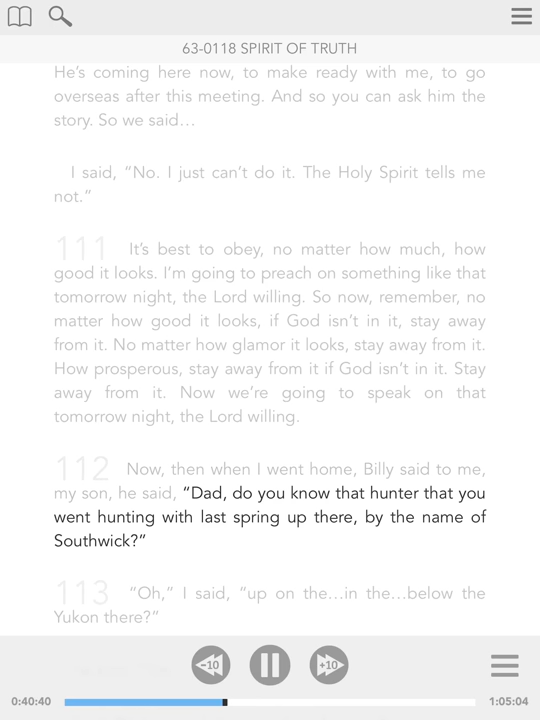 63-0118 SPIRIT OF TRUTH
He's coming here now, to make ready with me, to go
overseas after this meeting. And so you can ask him the
story. So we said…
I said, “No. I just can't do it. The Holy Spirit tells me
not.”
111 It's best to obey, no matter how much, how
good it looks. I'm going to preach on something like that
tomorrow night, the Lord willing. So now, remember, no
matter how good it looks, if God isn't in it, stay away
from it. No matter how glamor it looks, stay away from it.
How prosperous, stay away from it if God isn't in it. Stay
away from it. Now we're going to speak on that
tomorrow night, the Lord willing.
112 Now, then when I went home, Billy said to me,
my son, he said, “Dad, do you know that hunter that you
went hunting with last spring up there, by the name of
Southwick?”
113 “Oh,” I said, “up on the…in the…below the
Yukon there?”
-10
+10
0:40:40
1:05:04